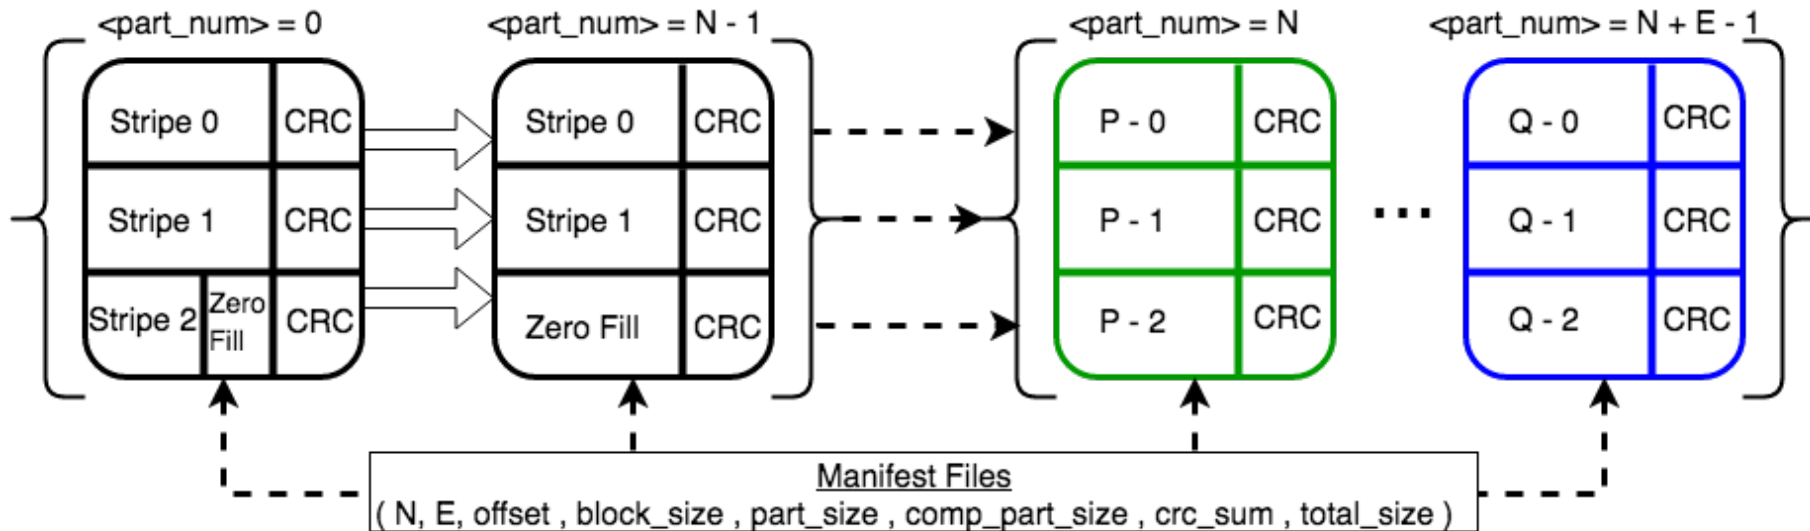 <part_num> = 0
<part_num> = N - 1
<part_num> = N
<part_num> = N + E - 1
Stripe 0
CRC
Stripe 1
CRC
Stripe 2
Zero
Fill
CRC
Stripe 0
CRC
Stripe 1
CRC
Zero Fill
CRC
P - 0
CRC
P - 1
CRC
P - 2
CRC
...
Q - 0
CRC
Q - 1
CRC
Q - 2
CRC
Manifest Files
( N, E, offset , block_size , part_size , comp_part_size , crc_sum , total_size )